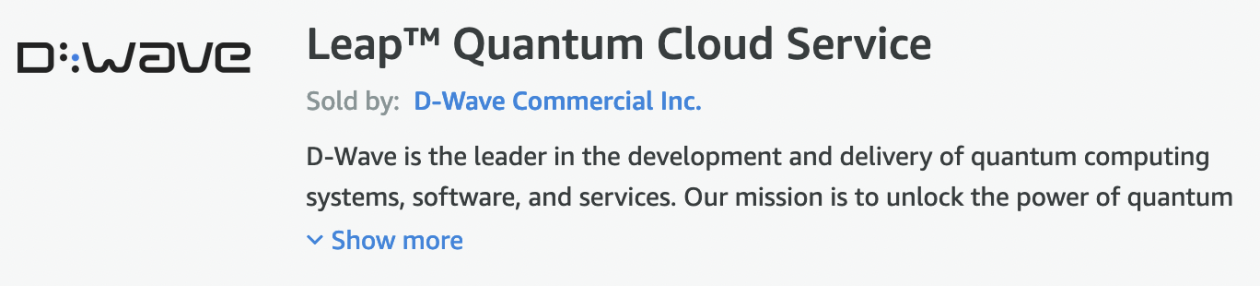 D:wave
Leap™ Quantum Cloud Service
Sold by: D-Wave Commercial Inc.
D-Wave is the leader in the development and delivery of quantum computing
systems, software, and services. Our mission is to unlock the power of quantum
Show more